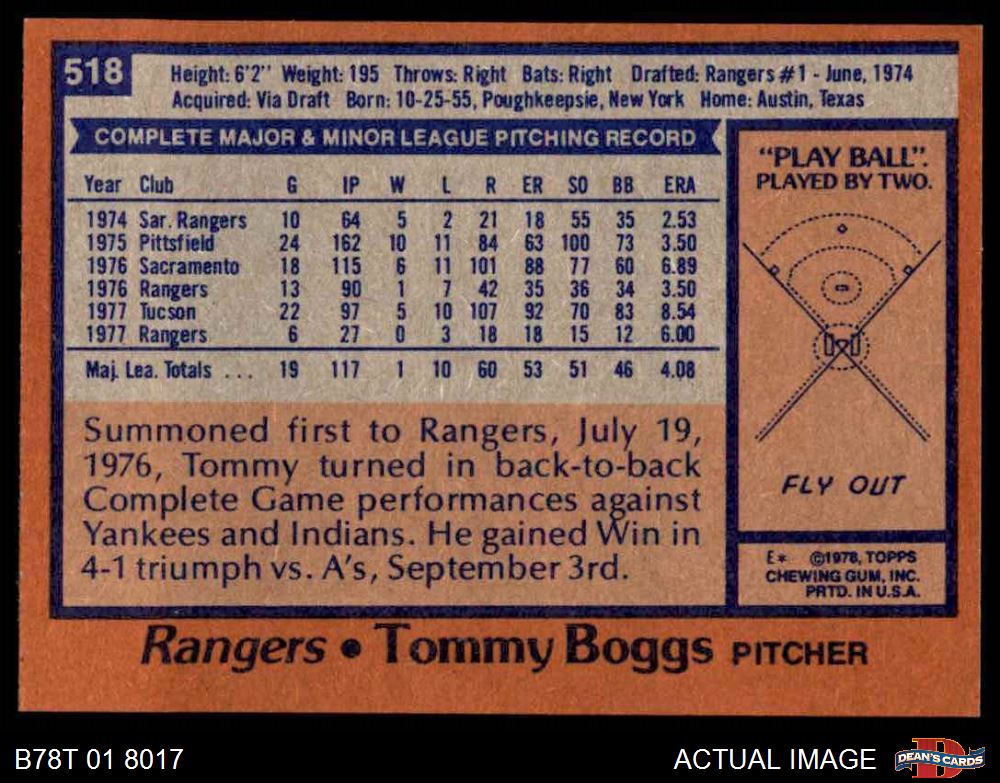 518
Height: 6'2" Weight: 195 Throws: Right Bats: Right Drafted: Rangers #1 - June, 1974
Acquired: Via Draft Born: 10-25-55, Poughkeepsie, New York Home: Austin, Texas
COMPLETE MAJOR & MINOR LEAGUE PITCHING RECORD
Year Club G IP W L R ER SO BB ERA
1974 Sar. Rangers 10 64 5 2 21 18 55 35 2.53
1975 Pittsfield 24 162 10 11 84 63 100 73 3.50
1976 Sacramento 18 115 6 11 101 88 77 60 6.89
1976 Rangers 13 90 1 7 42 35 36 34 3.50
1977 Tucson 22 97 5 10 107 92 70 83 8.54
1977 Rangers 6 27 0 3 18 18 15 12 6.00
Maj. Lea. Totals ... 19 117 1 10 60 53 51 46 4.08
Summoned first to Rangers, July 19,
1976, Tommy turned in back-to-back
Complete Game performances against
Yankees and Indians. He gained Win in
4-1 triumph vs. A's, September 3rd.
"PLAY BALL".
PLAYED BY TWO.
FLY OUT
E* ©1978, TOPPS
CHEWING GUM, INC.
PRTD. IN U.S.A.
Rangers • Tommy Boggs PITCHER
B78T 01 8017
ACTUAL IMAGE
D
DEAN'S CARDS